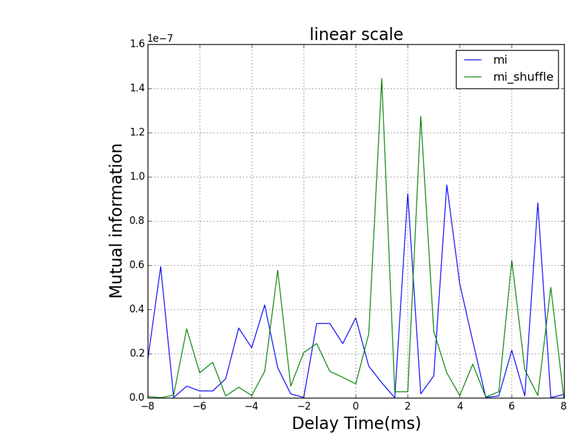 linear scale
1e−7
1.6
1.4
1.2
1.0
0.8
0.6
0.4
0.2
0.0
Mutual information
mi
mi_shuffle
−8 −6 −4 −2 0 2 4 6 8
Delay Time(ms)